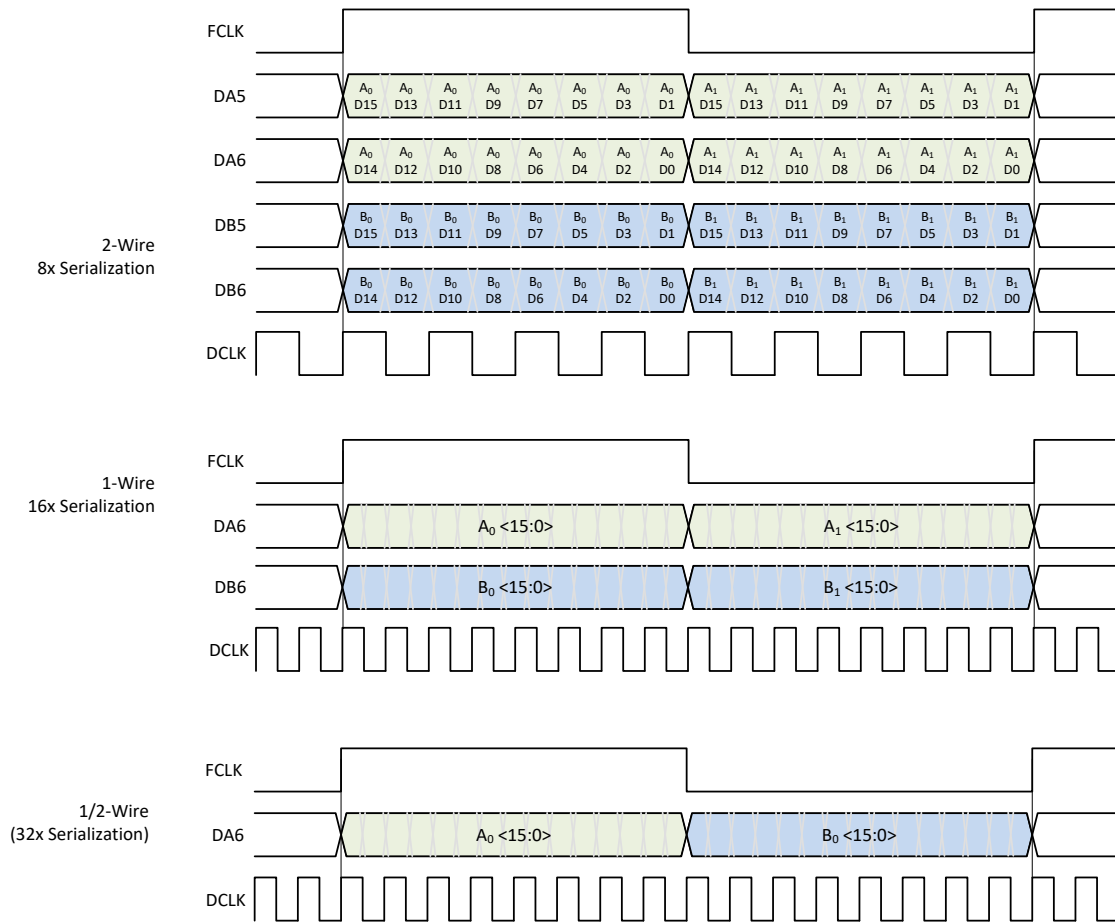 FCLK
DA5
A₀ A₀ A₀ A₀ A₀ A₀ A₀ A₀ A₁ A₁ A₁ A₁ A₁ A₁ A₁ A₁
D15 D13 D11 D9 D7 D5 D3 D1 D15 D13 D11 D9 D7 D5 D3 D1
DA6
A₀ A₀ A₀ A₀ A₀ A₀ A₀ A₀ A₁ A₁ A₁ A₁ A₁ A₁ A₁ A₁
D14 D12 D10 D8 D6 D4 D2 D0 D14 D12 D10 D8 D6 D4 D2 D0
2-Wire
8x Serialization
DB5
B₀ B₀ B₀ B₀ B₀ B₀ B₀ B₀ B₁ B₁ B₁ B₁ B₁ B₁ B₁ B₁
D15 D13 D11 D9 D7 D5 D3 D1 D15 D13 D11 D9 D7 D5 D3 D1
DB6
B₀ B₀ B₀ B₀ B₀ B₀ B₀ B₀ B₁ B₁ B₁ B₁ B₁ B₁ B₁ B₁
D14 D12 D10 D8 D6 D4 D2 D0 D14 D12 D10 D8 D6 D4 D2 D0
DCLK
FCLK
1-Wire
16x Serialization
DA6 A₀ <15:0> A₁ <15:0>
DB6 B₀ <15:0> B₁ <15:0>
DCLK
FCLK
1/2-Wire
(32x Serialization)
DA6 A₀ <15:0> B₀ <15:0>
DCLK